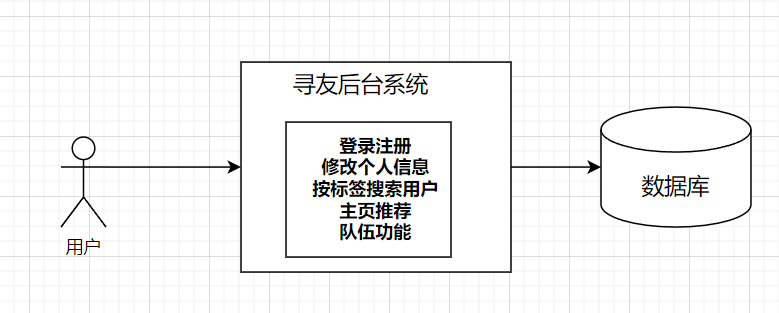 寻友后台系统
登录注册
修改个人信息
按标签搜索用户
主页推荐
队伍功能
用户
数据库